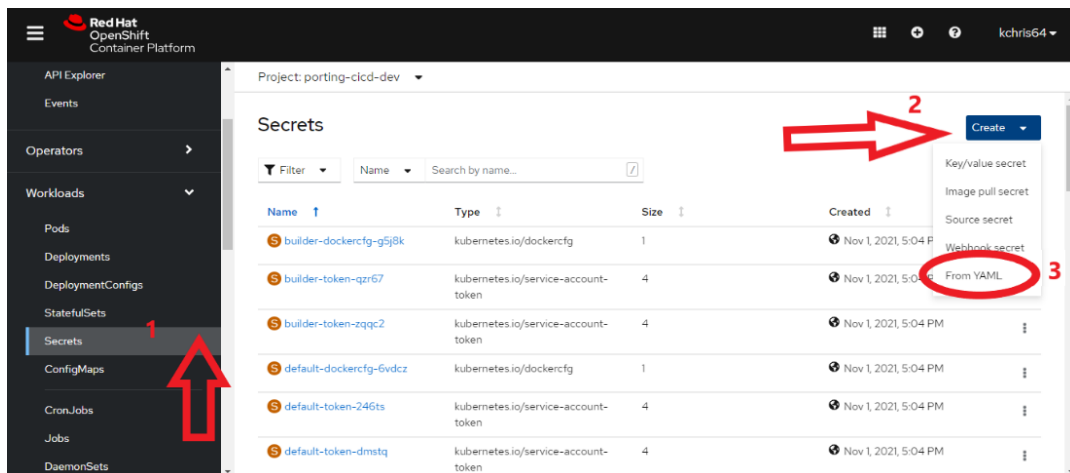 Red Hat
OpenShift
Container Platform
kchris64
API Explorer
Events
Operators
Workloads
Pods
Deployments
DeploymentConfigs
StatefulSets
Secrets
ConfigMaps
CronJobs
Jobs
DaemonSets
1
Project: porting-cicd-dev
Secrets
2
Create
Filter
Name
Search by name...
/
Key/value secret
Image pull secret
Source secret
Webhook secret
From YAML
3
Name Type Size Created
S builder-dockercfg-g5j8k kubernetes.io/dockercfg 1 Nov 1, 2021, 5:04 P
S builder-token-qzr67 kubernetes.io/service-account- 4 Nov 1, 2021, 5:04
token
S builder-token-zqqc2 kubernetes.io/service-account- 4 Nov 1, 2021, 5:04 PM
token
S default-dockercfg-6vdcz kubernetes.io/dockercfg 1 Nov 1, 2021, 5:04 PM
S default-token-246ts kubernetes.io/service-account- 4 Nov 1, 2021, 5:04 PM
token
S default-token-dmstq kubernetes.io/service-account- 4 Nov 1, 2021, 5:04 PM
token